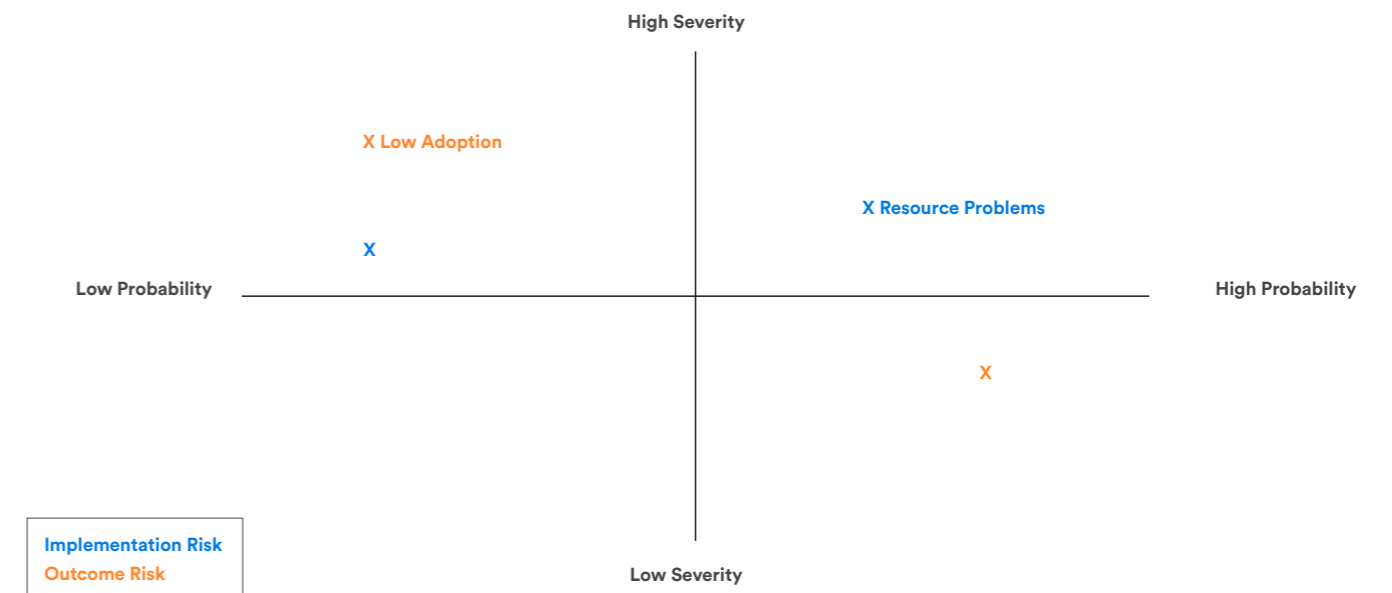 High Severity
X Low Adoption
X Resource Problems
X
Low Probability
High Probability
X
Implementation Risk
Outcome Risk
Low Severity